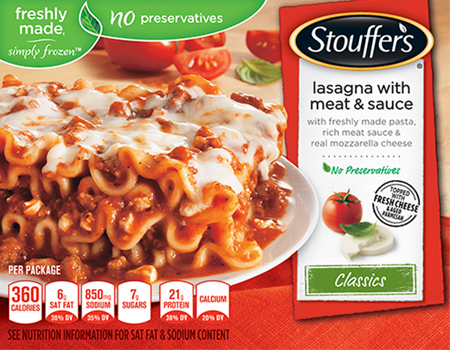 freshly
made,
simply frozen™
no preservatives
Stouffer's®
lasagna with
meat & sauce
with freshly made pasta,
rich meat sauce &
real mozzarella cheese
No Preservatives
TOPPED
WITH
FRESH CHEESE
& AGED
PARMESAN
Classics
PER PACKAGE
360
CALORIES
6g
SAT FAT
30% DV
850mg
SODIUM
35% DV
7g
SUGARS
21g
PROTEIN
38% DV
CALCIUM
20% DV
SEE NUTRITION INFORMATION FOR SAT FAT & SODIUM CONTENT